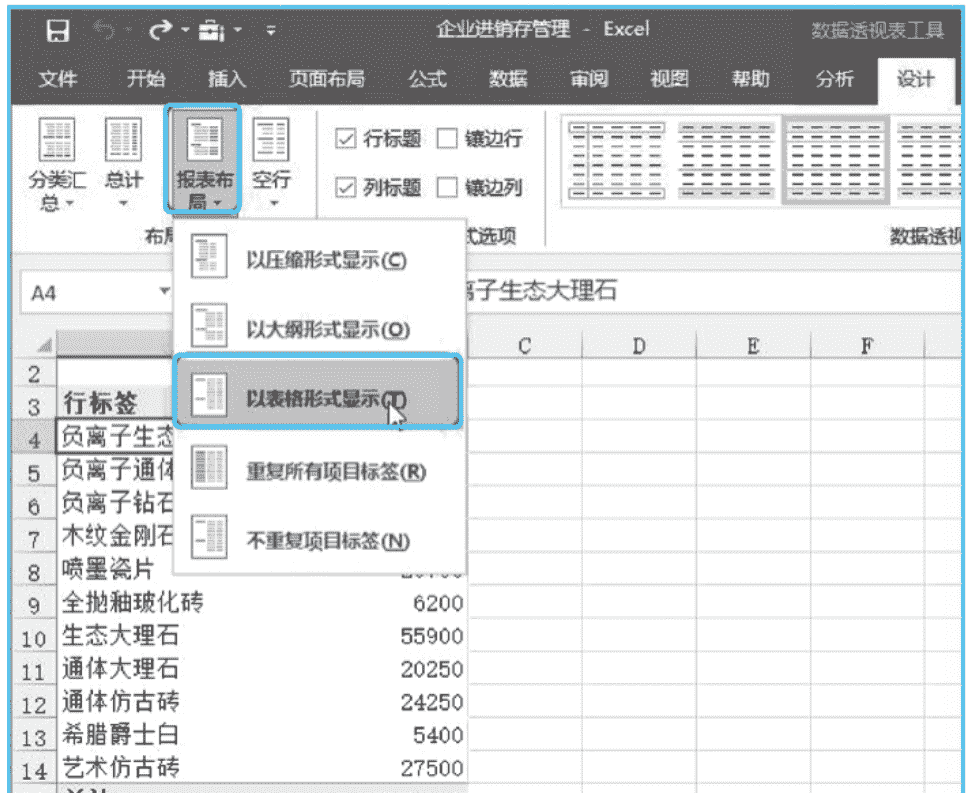 企业进销存管理 - Excel
数据透视表工具
文件 开始 插入 页面布局 公式 数据 审阅 视图 帮助 分析 设计
分类汇总
总计
报表布局
空行
行标题 镶边行
列标题 镶边列
布局
式选项
数据透视
以压缩形式显示(C)
以大纲形式显示(O)
以表格形式显示(T)
重复所有项目标签(R)
不重复项目标签(N)
A4
离子生态大理石
C D E F
2
3 行标签
4 负离子生态
5 负离子通体
6 负离子钻石
7 木纹金刚石
8 喷墨瓷片
9 全抛釉玻化砖 6200
10 生态大理石 55900
11 通体大理石 20250
12 通体仿古砖 24250
13 希腊爵士白 5400
14 艺术仿古砖 27500